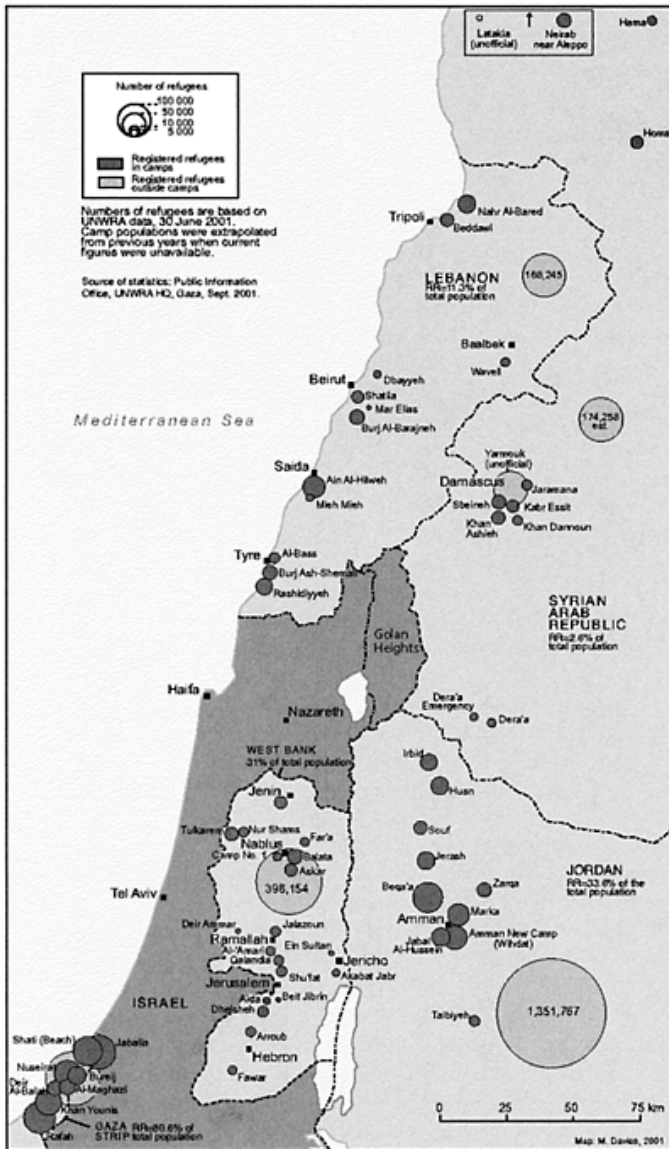 Latakia
(unofficial)
Neirab
near Aleppo
Hama
Number of refugees
100 000
50 000
10 000
5 000
Registered refugees
in camps
Registered refugees
outside camps
Homs
Numbers of refugees are based on
UNWRA data, 30 June 2001.
Camp populations were extrapolated
from previous years when current
figures were unavailable.
Source of statistics: Public Information
Office, UNWRA HQ, Gaza, Sept. 2001.
Nahr Al-Bared
Tripoli
Beddawi
LEBANON
RR=11.3% of
total population
168,245
Baalbek
Wavell
Dbayyeh
Beirut
Shatila
Mar Elias
Burj Al-Barajneh
174,258
est.
Mediterranean Sea
Yarmouk
(unofficial)
Saida
Damascus
Ain Al-Hilweh
Jaramana
Mieh Mieh
Sbeineh
Kabr Essit
Khan
Ashieh
Khan Dannoun
Tyre
Al-Bass
Burj Ash-Shemali
Rashidiyyeh
SYRIAN
ARAB
REPUBLIC
RR=2.6% of
total population
Golan
Heights
Haifa
Nazareth
Dera'a
Emergency
Dera'a
WEST BANK
31% of total population
Irbid
Husn
Jenin
Tulkarem
Nur Shams
Far'a
Souf
Nablus
Camp No. 1
Balata
Askar
Jerash
JORDAN
RR=33.6% of the
total population
398,154
Beqa'a
Zarqa
Tel Aviv
Marka
Amman
Deir Ammar
Jalazoun
Amman New Camp
(Wihdat)
Ramallah
Jabal
Al-Hussein
Al-'Amari
Ein Sultan
Qalandia
Jericho
Shu'fat
Akabat Jabr
Jerusalem
ISRAEL
Aida
Beit Jibrin
Dheisheh
1,351,767
Talbiyeh
Arroub
Shati (Beach)
Jabalia
Hebron
Nuseirat
Bureij
Fawar
Deir
Al-Balah
Al-Maghazi
Khan Younis
Rafah
GAZA
STRIP
RR=80.6% of
total population
0
25
50
75 km
Map: M. Davies, 2001